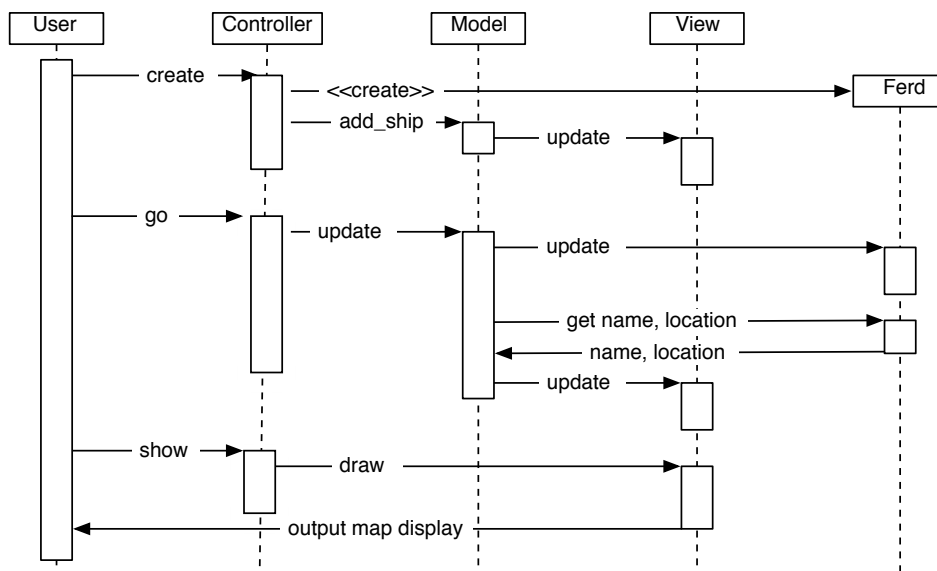 User
Controller
Model
View
create
<<create>>
Ferd
add_ship
update
go
update
update
get name, location
name, location
update
show
draw
output map display